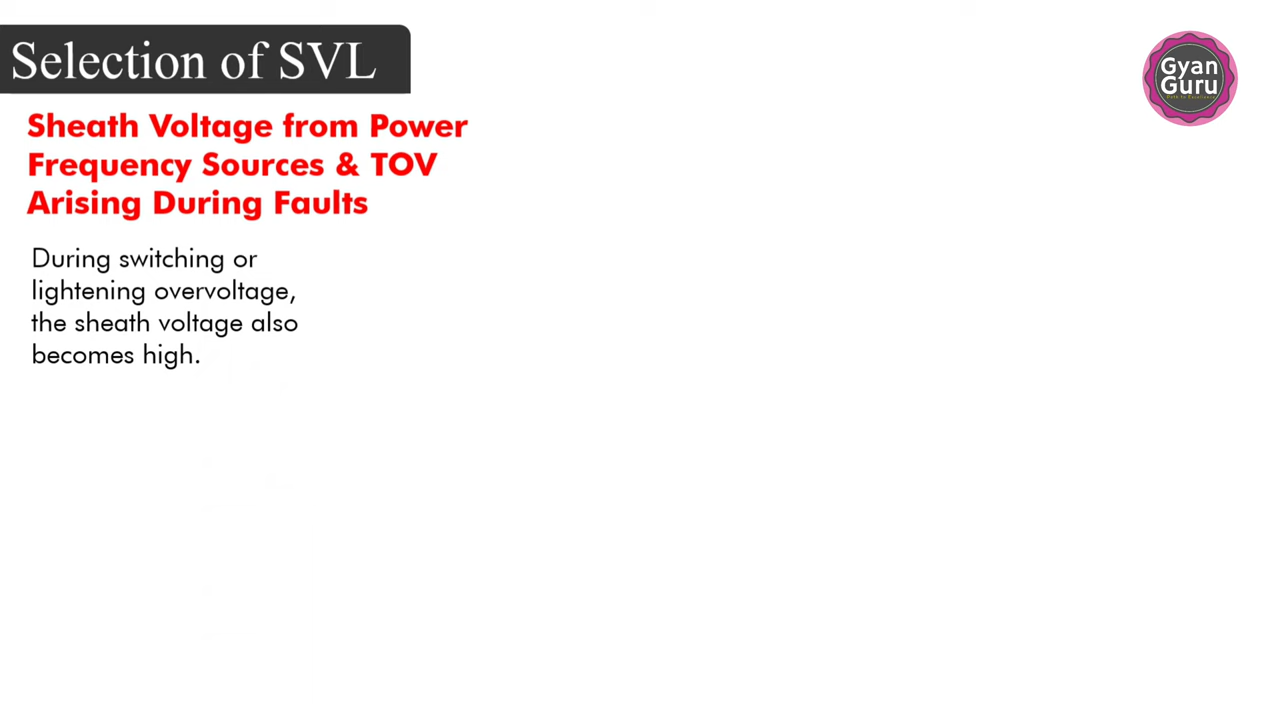 Selection of SVL
Gyan
Guru
Sheath Voltage from Power
Frequency Sources & TOV
Arising During Faults
During switching or
lightening overvoltage,
the sheath voltage also
becomes high.